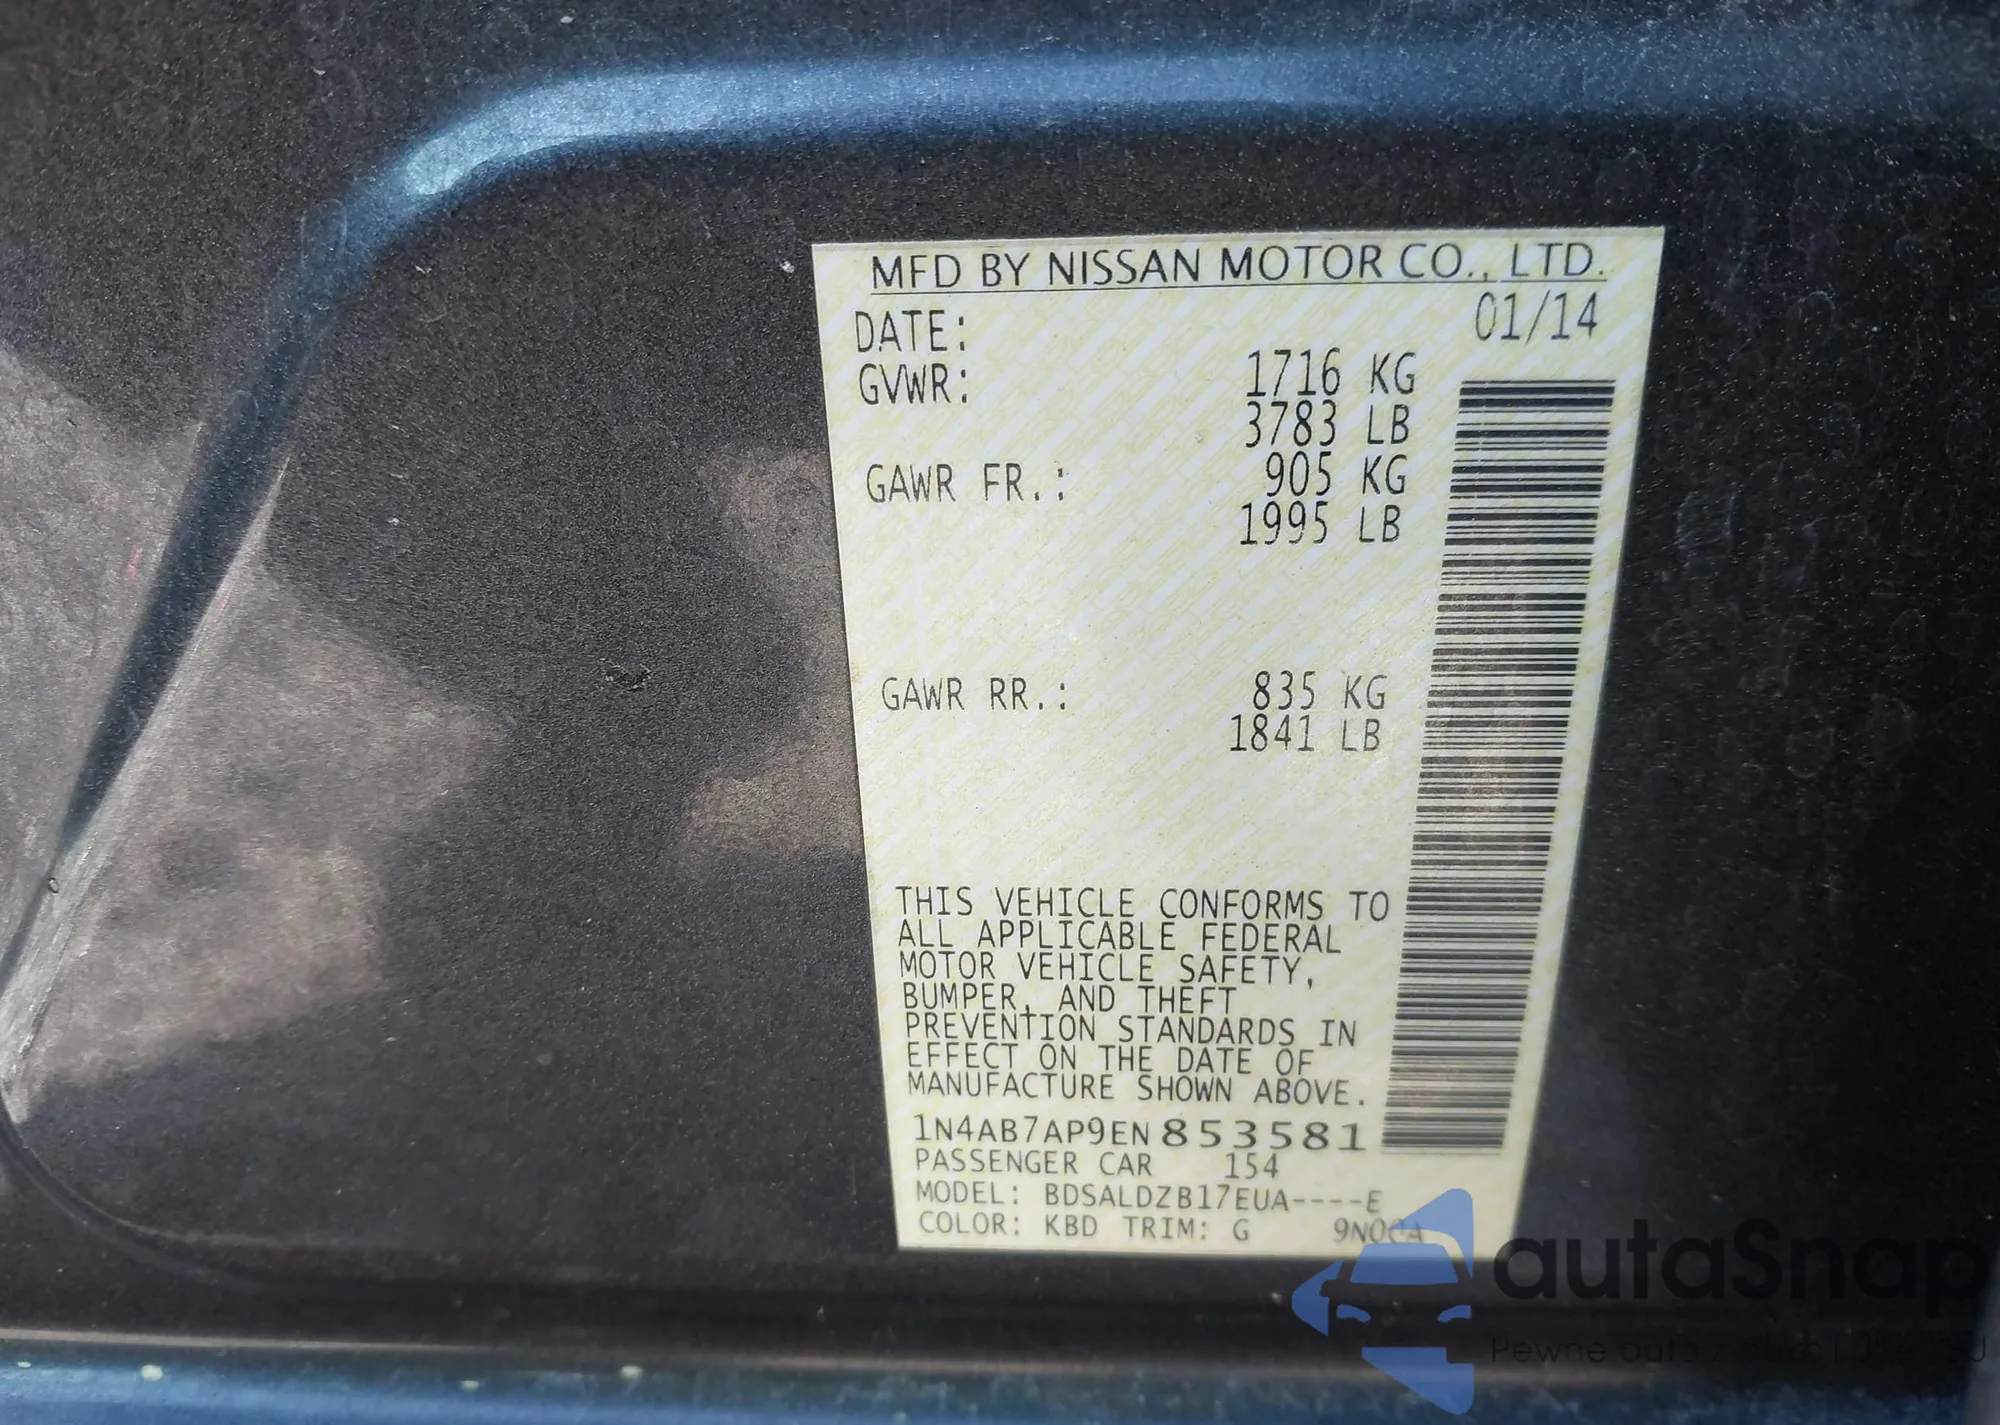 MFD BY NISSAN MOTOR CO., LTD.
DATE: 01/14
GVWR: 1716 KG
3783 LB
GAWR FR.: 905 KG
1995 LB
GAWR RR.: 835 KG
1841 LB
THIS VEHICLE CONFORMS TO
ALL APPLICABLE FEDERAL
MOTOR VEHICLE SAFETY,
BUMPER, AND THEFT
PREVENTION STANDARDS IN
EFFECT ON THE DATE OF
MANUFACTURE SHOWN ABOVE.
1N4AB7AP9EN853581
PASSENGER CAR 154
MODEL: BDSALDZB17EUA----E
COLOR: KBD TRIM: G
autaSnap
Pewne auta